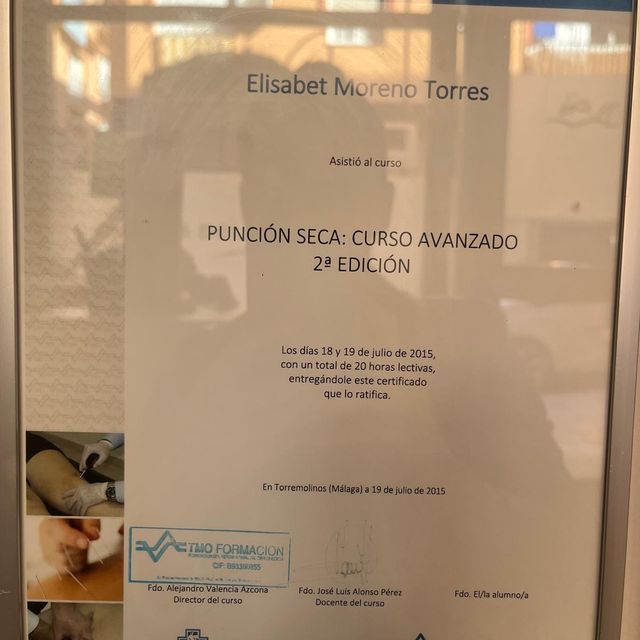 Elisabet Moreno Torres
Asistió al curso
PUNCIÓN SECA: CURSO AVANZADO
2ª EDICIÓN
Los días 18 y 19 de julio de 2015,
con un total de 20 horas lectivas,
entregándole este certificado
que lo ratifica.
En Torremolinos (Málaga) a 19 de julio de 2015
TMO FORMACION
Fdo. Alejandro Valencia Azcona
Director del curso
Fdo. José Luis Alonso Pérez
Docente del curso
Fdo. El/la alumno/a